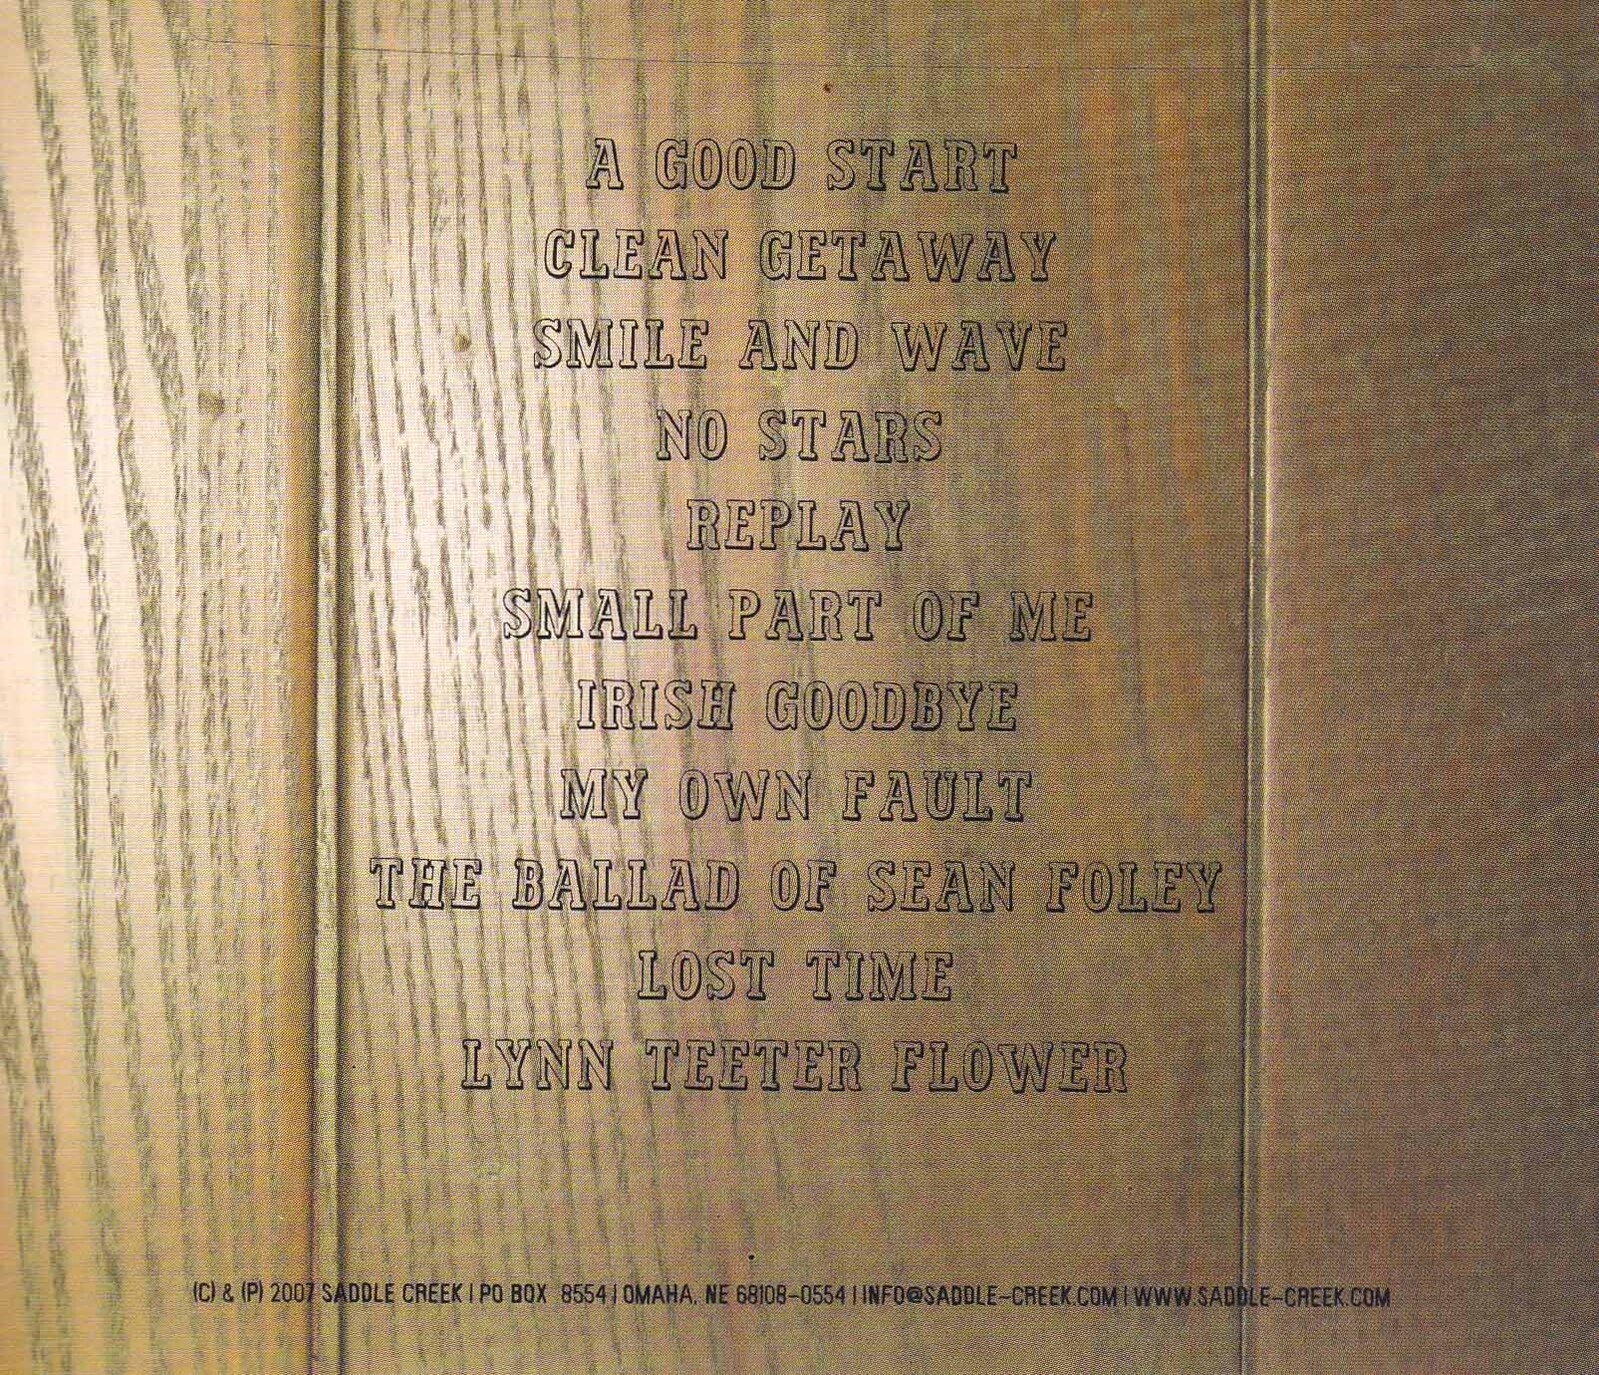 A GOOD START
CLEAN GETAWAY
SMILE AND WAVE
NO STARS
REPLAY
SMALL PART OF ME
IRISH GOODBYE
MY OWN FAULT
THE BALLAD OF SEAN FOLEY
LOST TIME
LYNN TEETER FLOWER
(C) & (P) 2007 SADDLE CREEK | PO BOX 8554 | OMAHA, NE 68108-0554 | INFO@SADDLE-CREEK.COM | WWW.SADDLE-CREEK.COM